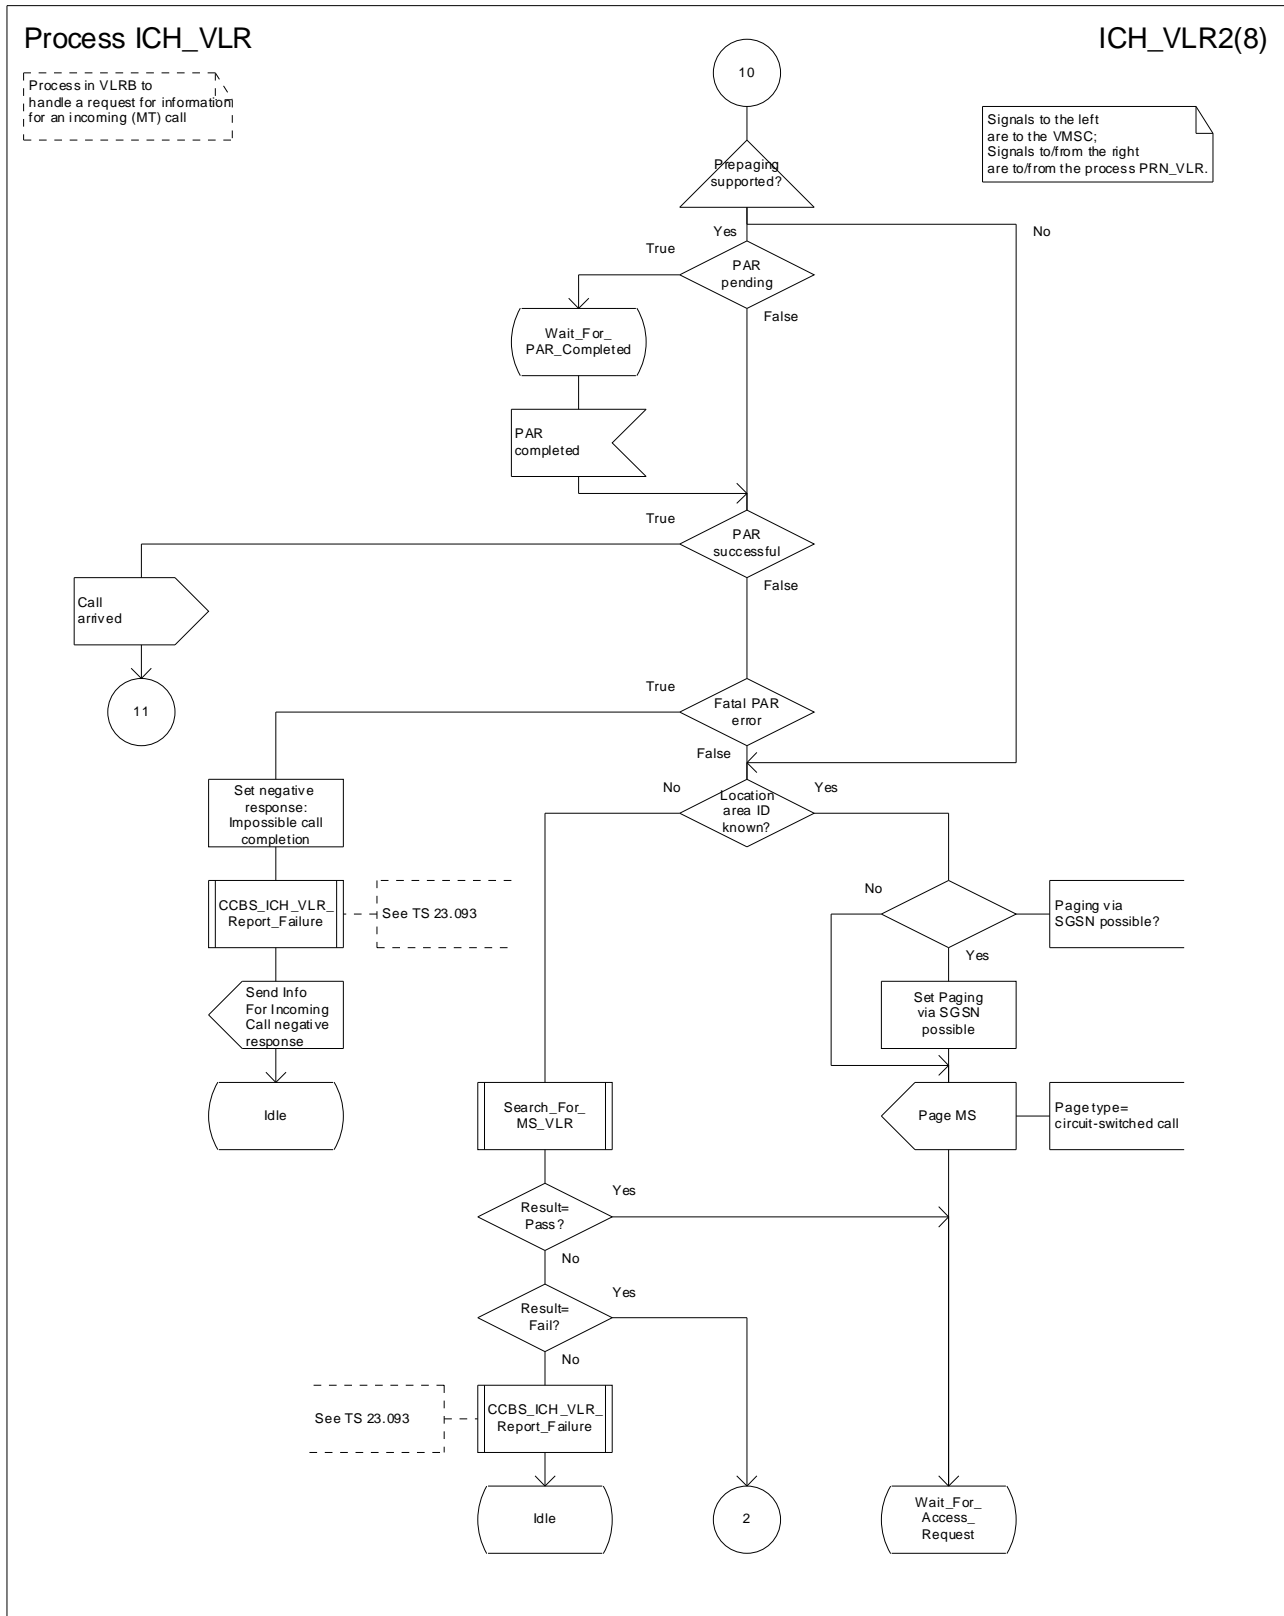 Process ICH_VLR
ICH_VLR2(8)
Process in VLRB to
handle a request for information
for an incoming (MT) call
10
Signals to the left
are to the VMSC;
Signals to/from the right
are to/from the process PRN_VLR.
Prepaging
supported?
Yes
No
True
PAR
pending
False
Wait_For_
PAR_Completed
PAR
completed
True
PAR
successful
False
Call
arrived
11
True
Fatal PAR
error
False
No
Yes
Location
area ID
known?
Set negative
response:
Impossible call
completion
No
Paging via
SGSN possible?
Yes
CCBS_ICH_VLR_
Report_Failure
See TS 23.093
Set Paging
via SGSN
possible
Send Info
For Incoming
Call negative
response
Idle
Search_For_
MS_VLR
Page MS
Page type=
circuit-switched call
Yes
Result=
Pass?
No
Yes
Result=
Fail?
No
See TS 23.093
CCBS_ICH_VLR_
Report_Failure
Idle
2
Wait_For_
Access_
Request